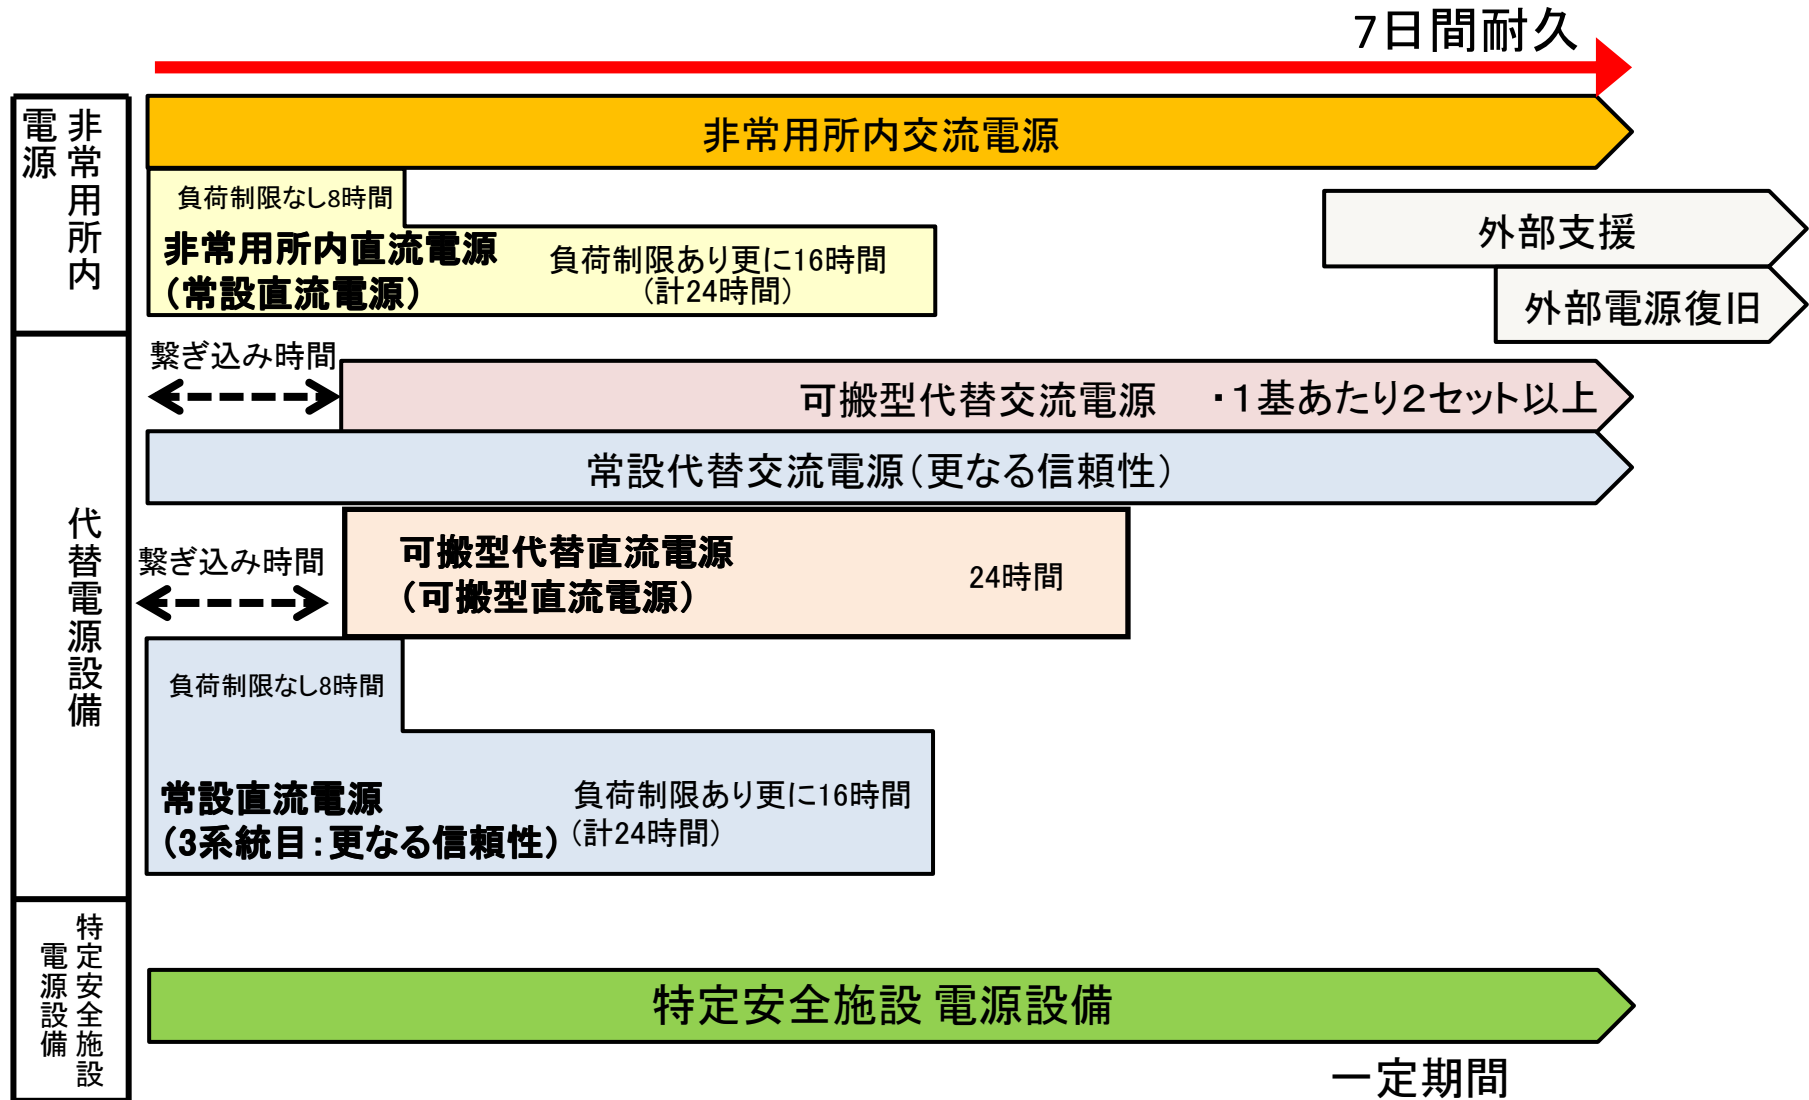 7日間耐久
非常用所内
電源
非常用所内交流電源
負荷制限なし8時間
非常用所内直流電源
（常設直流電源）
負荷制限あり更に16時間
（計24時間）
外部支援
外部電源復旧
代替電源設備
繋ぎ込み時間
可搬型代替交流電源　・１基あたり２セット以上
常設代替交流電源（更なる信頼性）
繋ぎ込み時間
可搬型代替直流電源
（可搬型直流電源）
24時間
負荷制限なし8時間
常設直流電源
（3系統目：更なる信頼性）
負荷制限あり更に16時間
（計24時間）
特定安全施設
電源設備
特定安全施設 電源設備
一定期間